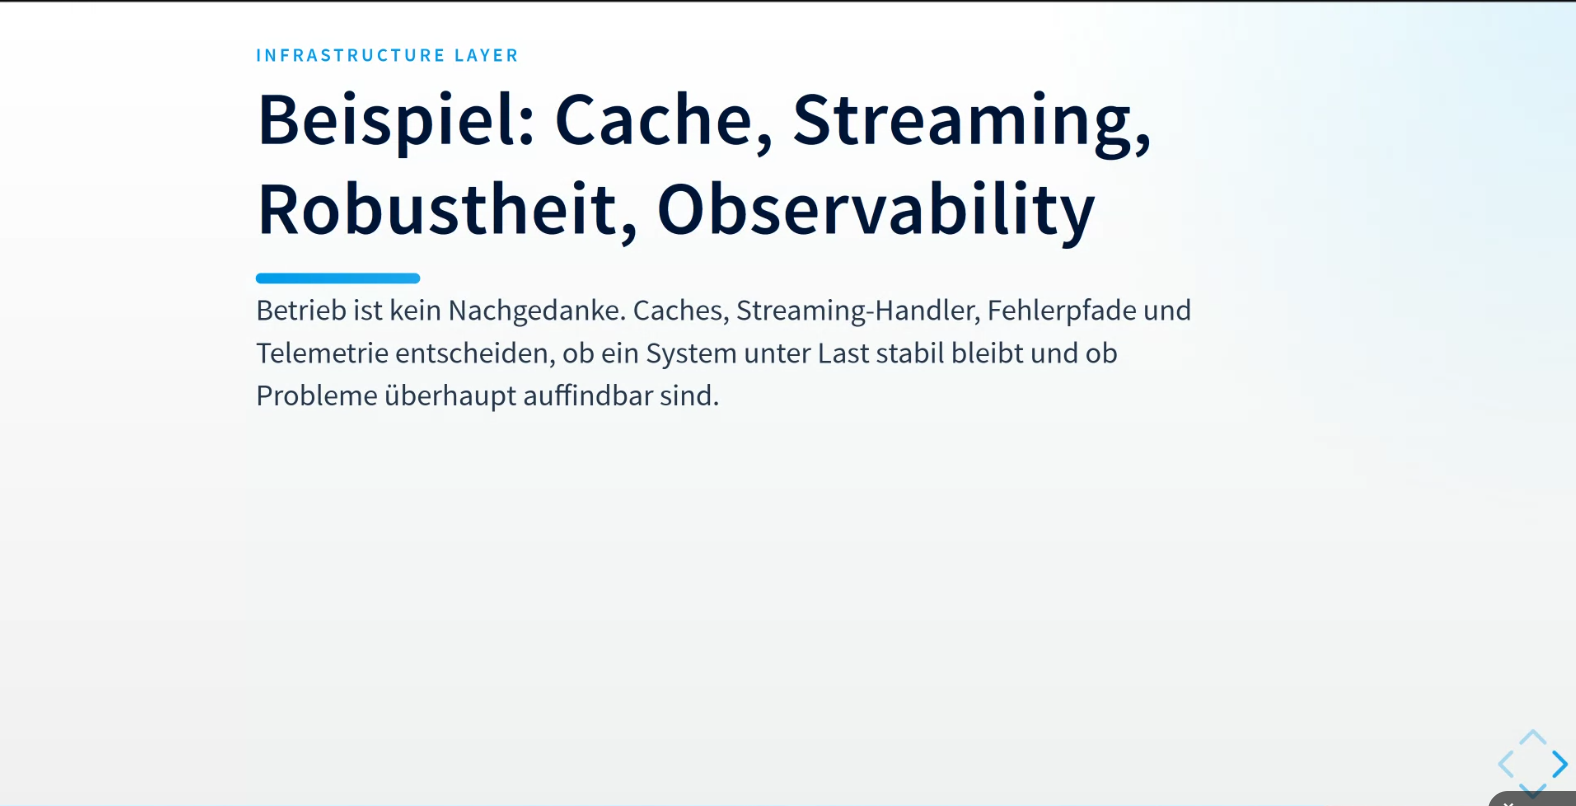 INFRASTRUCTURE LAYER
Beispiel: Cache, Streaming,
Robustheit, Observability
Betrieb ist kein Nachgedanke. Caches, Streaming-Handler, Fehlerpfade und
Telemetrie entscheiden, ob ein System unter Last stabil bleibt und ob
Probleme überhaupt auffindbar sind.